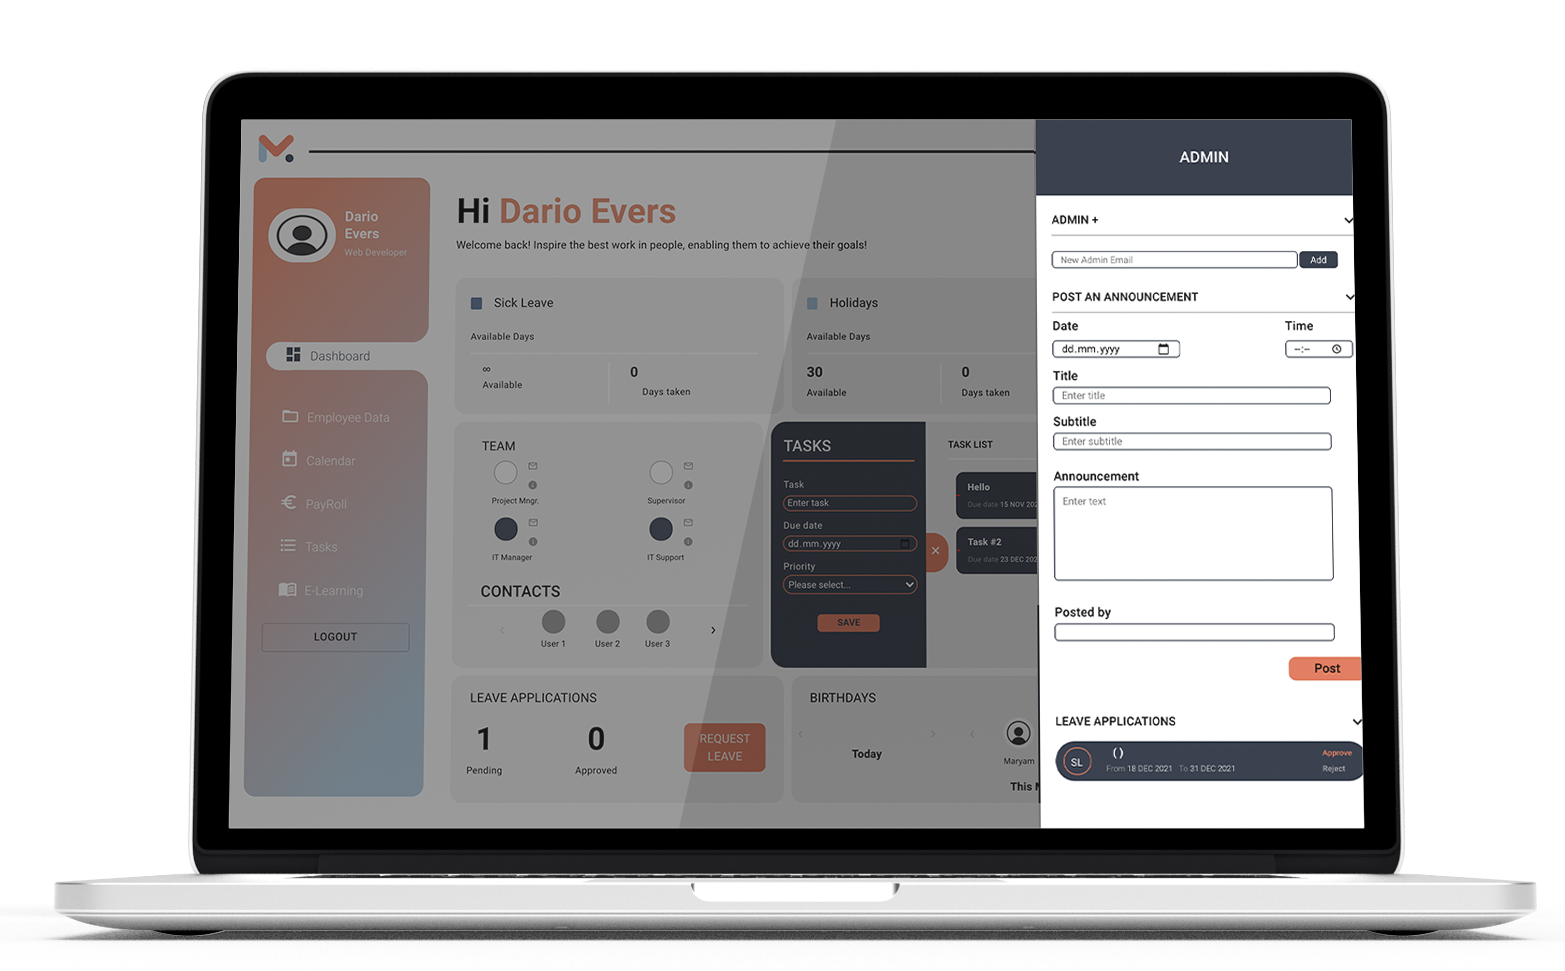 Dario
Evers
Web Developer
Dashboard
Employee Data
Calendar
PayRoll
Tasks
E-Learning
LOGOUT
Hi Dario Evers
Welcome back! Inspire the best work in people, enabling them to achieve their goals!
Sick Leave
Available Days
∞
Available
0
Days taken
Holidays
Available Days
30
Available
0
Days taken
TEAM
Project Mngr.
Supervisor
IT Manager
IT Support
CONTACTS
User 1
User 2
User 3
TASKS
Task
Enter task
Due date
dd.mm.yyyy
Priority
Please select...
SAVE
TASK LIST
Hello
Due date 15 NOV 202
Task #2
Due date 23 DEC 202
LEAVE APPLICATIONS
1
Pending
0
Approved
REQUEST
LEAVE
BIRTHDAYS
Today
Maryam
This
ADMIN
ADMIN +
New Admin Email
Add
POST AN ANNOUNCEMENT
Date
dd.mm.yyyy
Time
--:--
Title
Enter title
Subtitle
Enter subtitle
Announcement
Enter text
Posted by
Post
LEAVE APPLICATIONS
SL
()
From 18 DEC 2021 To 31 DEC 2021
Approve
Reject